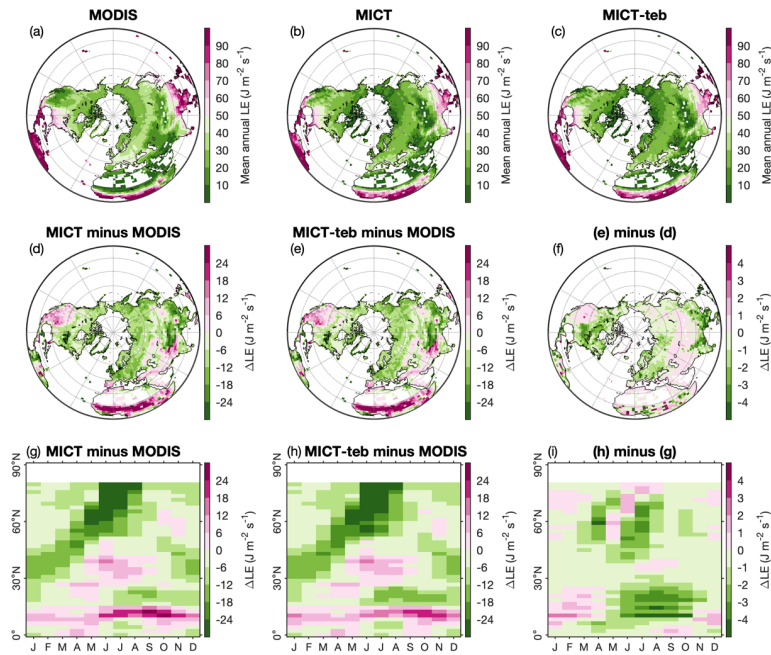 MODIS
MICT
MICT-teb
(a)
(b)
(c)
90
80
70
60
50
40
30
20
10
Mean annual LE (J m⁻² s⁻¹)
90
80
70
60
50
40
30
20
10
Mean annual LE (J m⁻² s⁻¹)
90
80
70
60
50
40
30
20
10
Mean annual LE (J m⁻² s⁻¹)
MICT minus MODIS
MICT-teb minus MODIS
(e) minus (d)
(d)
(e)
(f)
24
18
12
6
0
-6
-12
-18
-24
ΔLE (J m⁻² s⁻¹)
24
18
12
6
0
-6
-12
-18
-24
ΔLE (J m⁻² s⁻¹)
4
3
2
1
0
-1
-2
-3
-4
ΔLE (J m⁻² s⁻¹)
(g) MICT minus MODIS
(h) MICT-teb minus MODIS
(i) (h) minus (g)
90°N
60°N
30°N
0°
J F M A M J J A S O N D
24
18
12
6
0
-6
-12
-18
-24
ΔLE (J m⁻² s⁻¹)
90°N
60°N
30°N
0°
J F M A M J J A S O N D
24
18
12
6
0
-6
-12
-18
-24
ΔLE (J m⁻² s⁻¹)
90°N
60°N
30°N
0°
J F M A M J J A S O N D
4
3
2
1
0
-1
-2
-3
-4
ΔLE (J m⁻² s⁻¹)